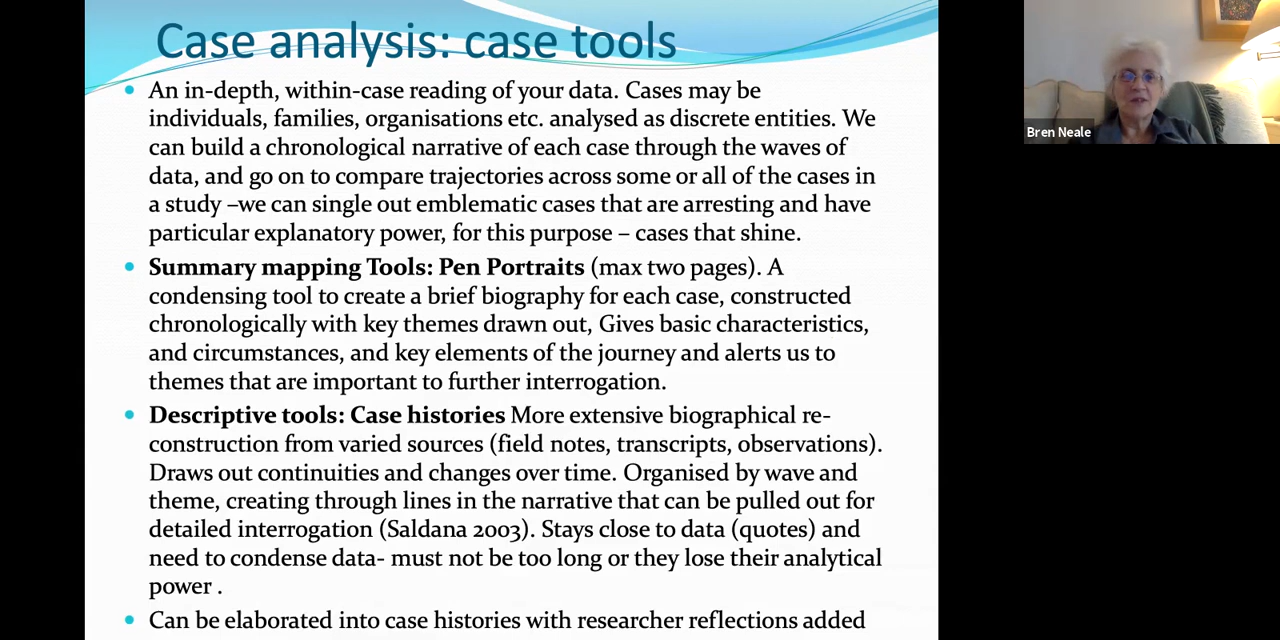 Case analysis: case tools
• An in-depth, within-case reading of your data. Cases may be
individuals, families, organisations etc. analysed as discrete entities. We
can build a chronological narrative of each case through the waves of
data, and go on to compare trajectories across some or all of the cases in
a study –we can single out emblematic cases that are arresting and have
particular explanatory power, for this purpose – cases that shine.
• Summary mapping Tools: Pen Portraits (max two pages). A
condensing tool to create a brief biography for each case, constructed
chronologically with key themes drawn out, Gives basic characteristics,
and circumstances, and key elements of the journey and alerts us to
themes that are important to further interrogation.
• Descriptive tools: Case histories More extensive biographical re-
construction from varied sources (field notes, transcripts, observations).
Draws out continuities and changes over time. Organised by wave and
theme, creating through lines in the narrative that can be pulled out for
detailed interrogation (Saldana 2003). Stays close to data (quotes) and
need to condense data- must not be too long or they lose their analytical
power .
• Can be elaborated into case histories with researcher reflections added
Bren Neale